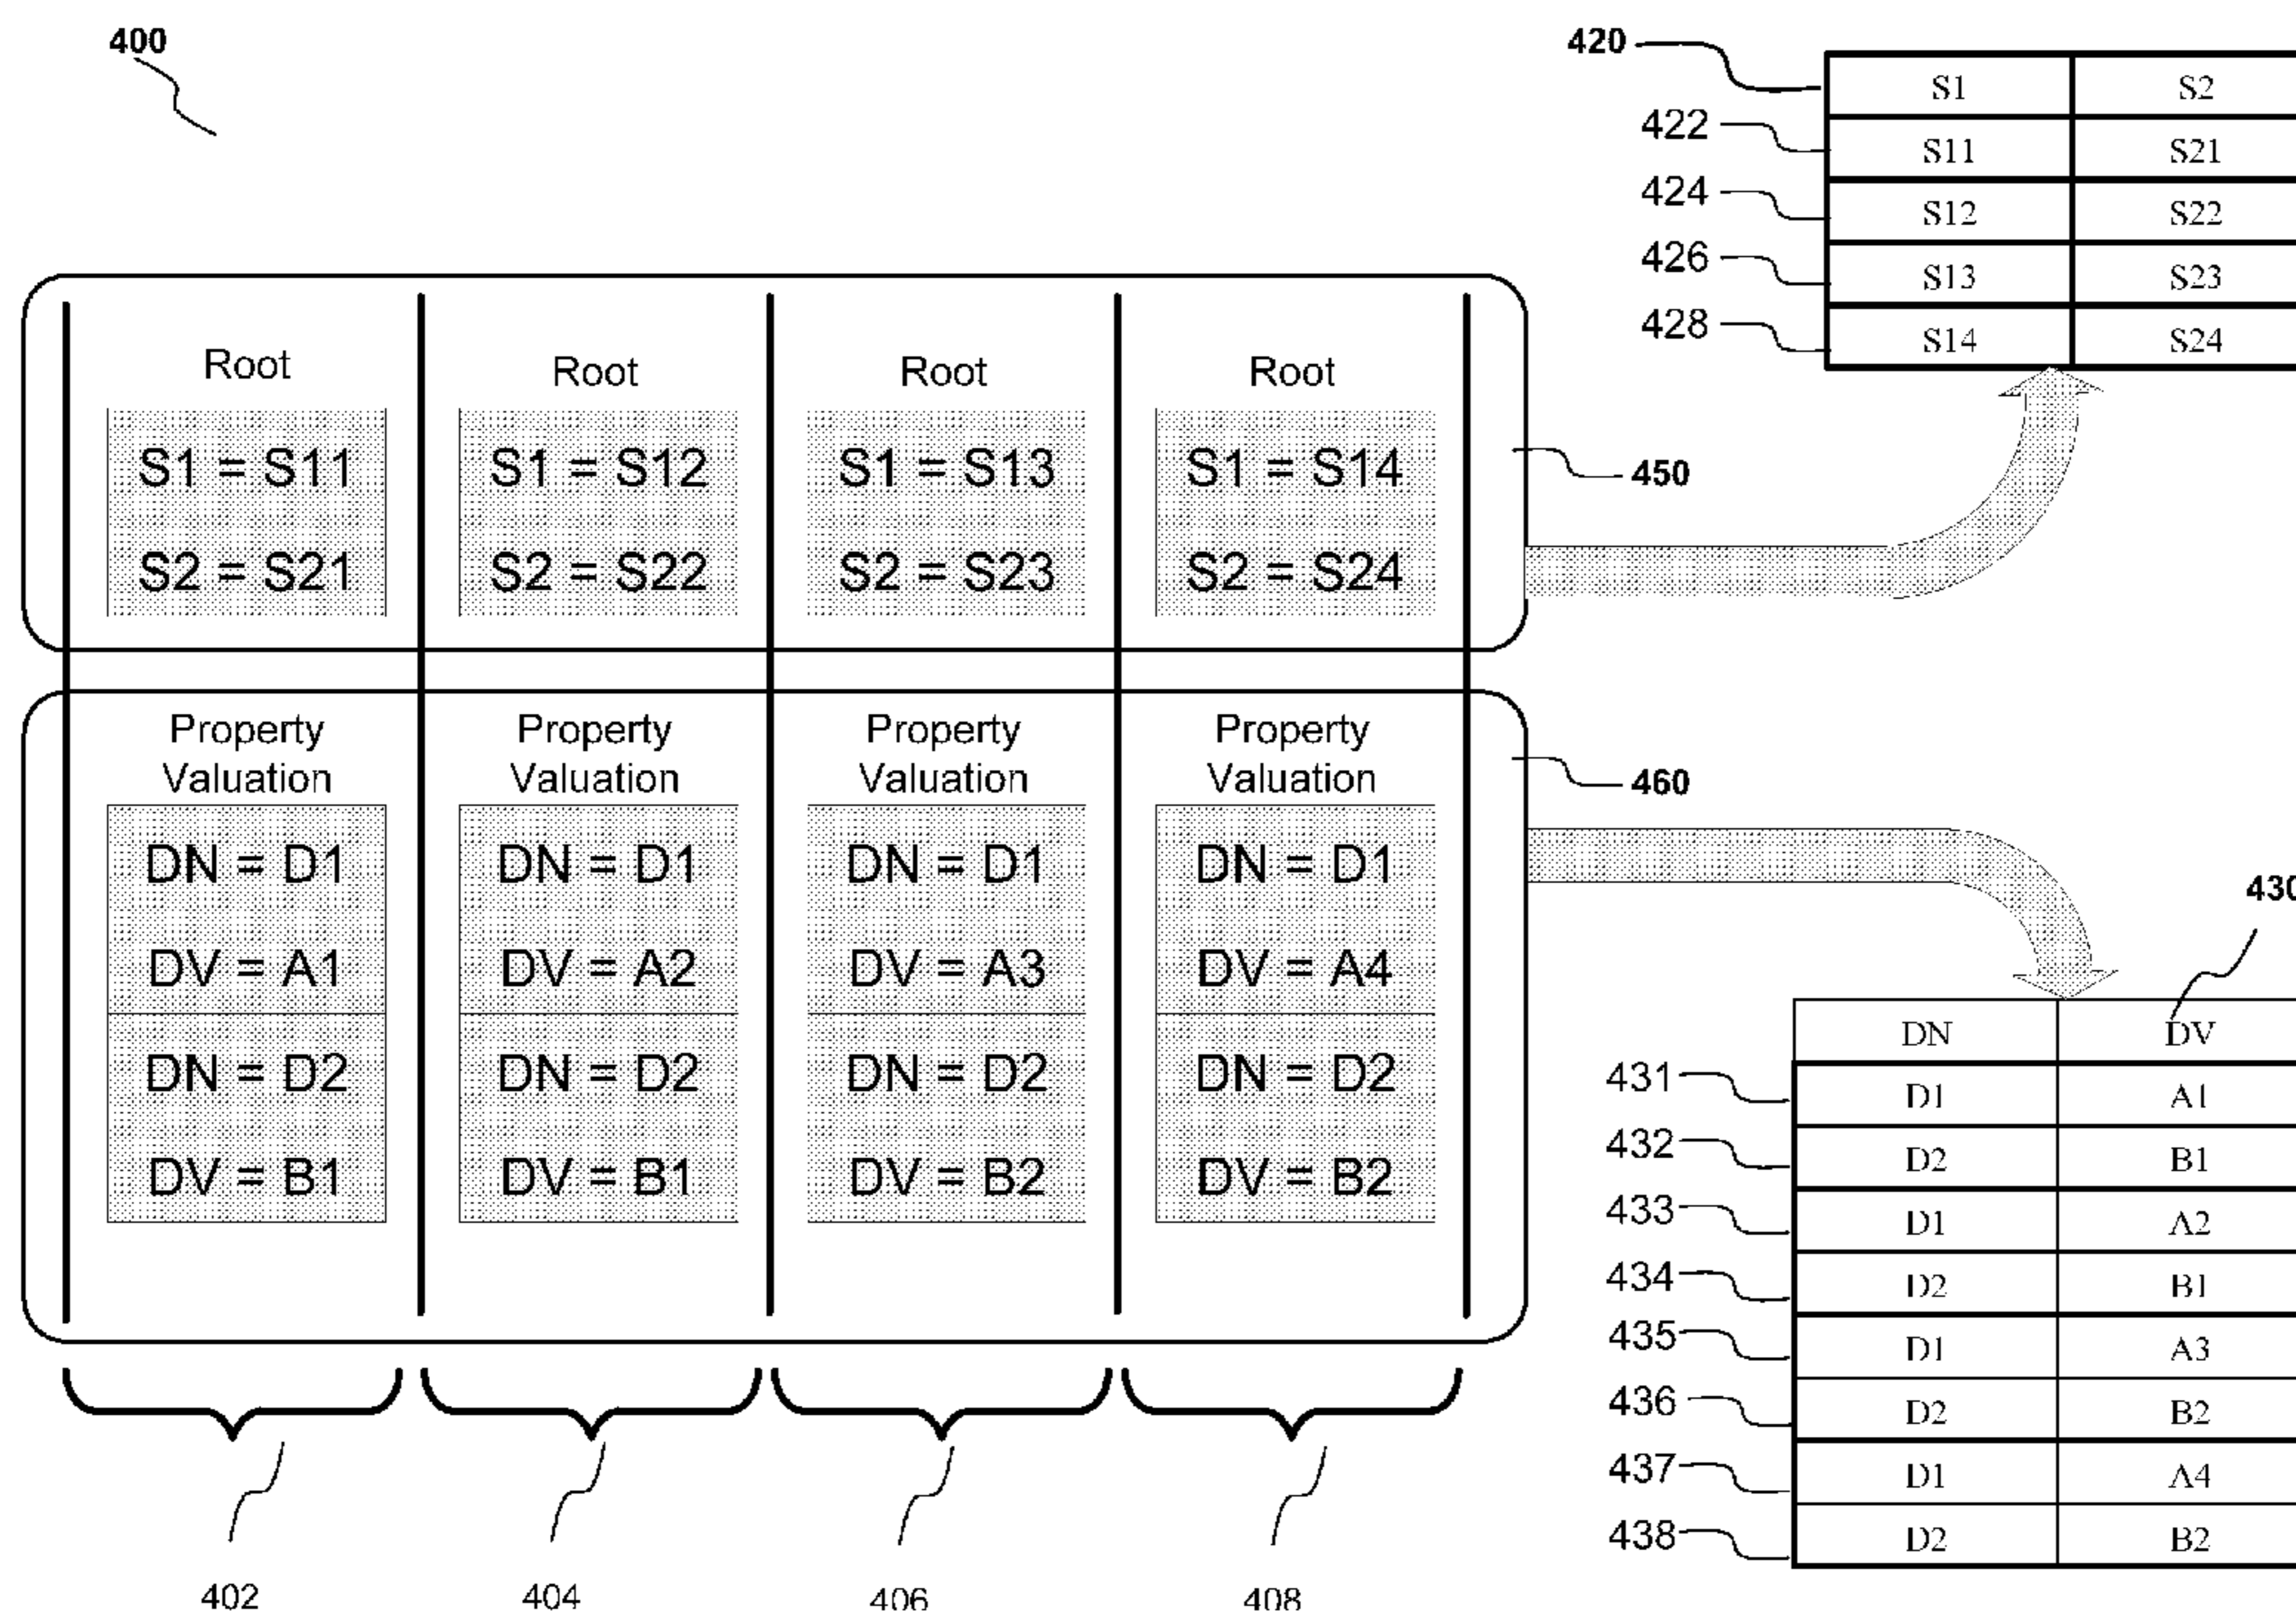 400
420
S1 S2
422
S11 S21
424
S12 S22
426
S13 S23
428
S14 S24
Root Root Root Root
S1 = S11 S1 = S12 S1 = S13 S1 = S14
S2 = S21 S2 = S22 S2 = S23 S2 = S24
450
Property Valuation Property Valuation Property Valuation Property Valuation
460
DN = D1 DN = D1 DN = D1 DN = D1
DV = A1 DV = A2 DV = A3 DV = A4
DN = D2 DN = D2 DN = D2 DN = D2
DV = B1 DV = B1 DV = B2 DV = B2
430
DN DV
431 D1 A1
432 D2 B1
433 D1 A2
434 D2 B1
435 D1 A3
436 D2 B2
437 D1 A4
438 D2 B2
402 404 406 408